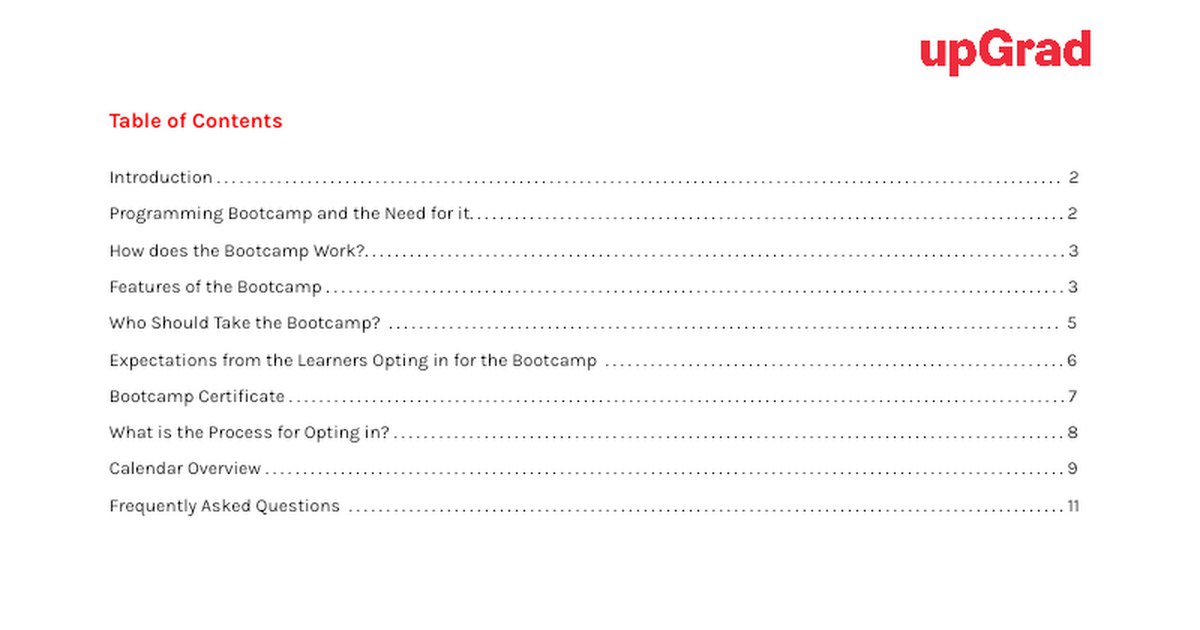 upGrad
Table of Contents
Introduction ........................................................................ 2
Programming Bootcamp and the Need for it. ........................................................................ 2
How does the Bootcamp Work? ........................................................................ 3
Features of the Bootcamp ........................................................................ 3
Who Should Take the Bootcamp? ........................................................................ 5
Expectations from the Learners Opting in for the Bootcamp ........................................................................ 6
Bootcamp Certificate ........................................................................ 7
What is the Process for Opting in? ........................................................................ 8
Calendar Overview ........................................................................ 9
Frequently Asked Questions ........................................................................ 11